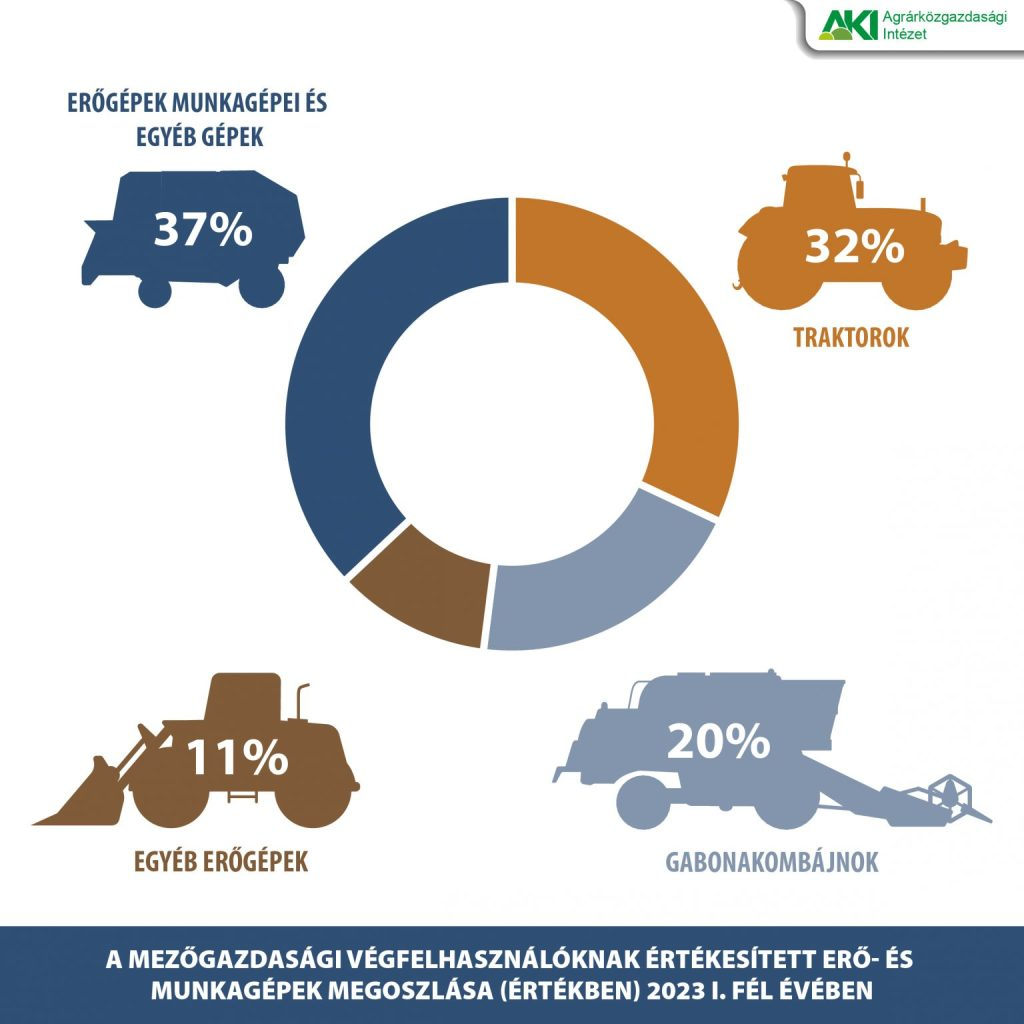 AKI Agrárközgazdasági
Intézet
ERŐGÉPEK MUNKAGÉPEI ÉS
EGYÉB GÉPEK
37%
32%
TRAKTOROK
11%
EGYÉB ERŐGÉPEK
20%
GABONAKOMBÁJNOK
A MEZŐGAZDASÁGI VÉGFELHASZNÁLÓKNAK ÉRTÉKESÍTETT ERŐ- ÉS
MUNKAGÉPEK MEGOSZLÁSA (ÉRTÉKBEN) 2023 I. FÉL ÉVÉBEN